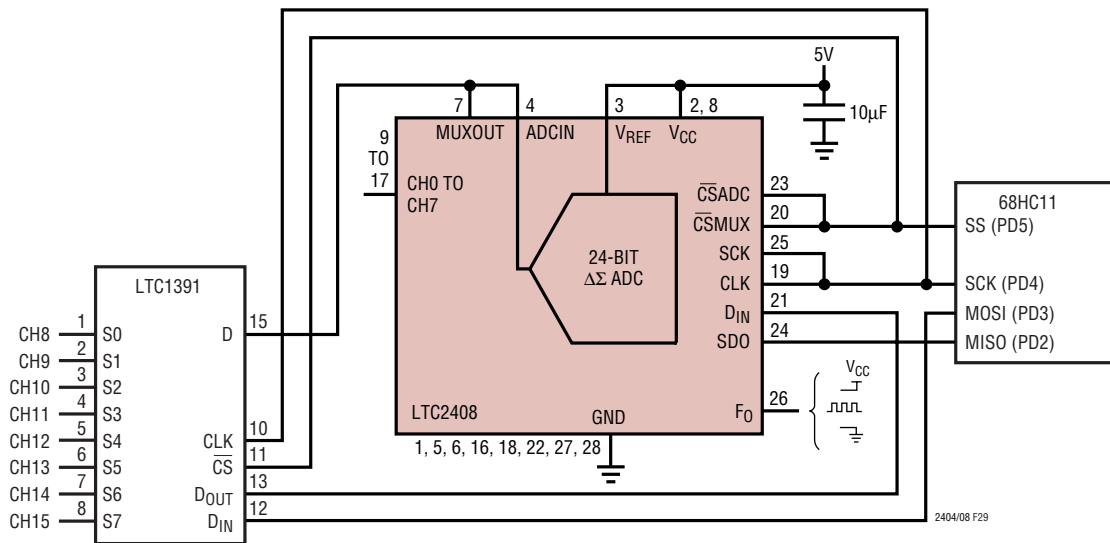 5V
10µF
7
4
3
2, 8
MUXOUT
ADCIN
VREF
VCC
9
TO
17
CH0 TO
CH7
24-BIT
ΔΣ ADC
C̅S̅ADC
23
C̅S̅MUX
20
SCK
25
CLK
19
DIN
21
SDO
24
FO
26
LTC2408
GND
1, 5, 6, 16, 18, 22, 27, 28
VCC
68HC11
SS (PD5)
SCK (PD4)
MOSI (PD3)
MISO (PD2)
LTC1391
CH8 1 S0
CH9 2 S1
CH10 3 S2
CH11 4 S3
CH12 5 S4
CH13 6 S5
CH14 7 S6
CH15 8 S7
D 15
CLK 10
C̅S̅ 11
DOUT 13
DIN 12
2404/08 F29